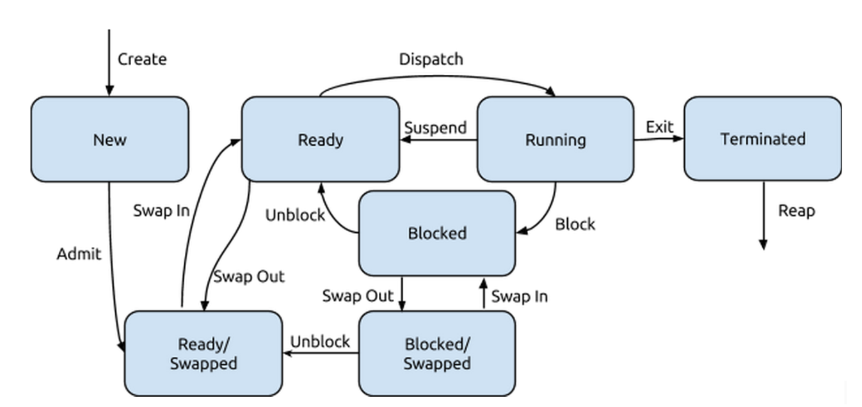 Create
Dispatch
New
Ready
Suspend
Running
Exit
Terminated
Swap In
Unblock
Blocked
Block
Reap
Admit
Swap Out
Swap Out
Swap In
Ready/
Swapped
Unblock
Blocked/
Swapped